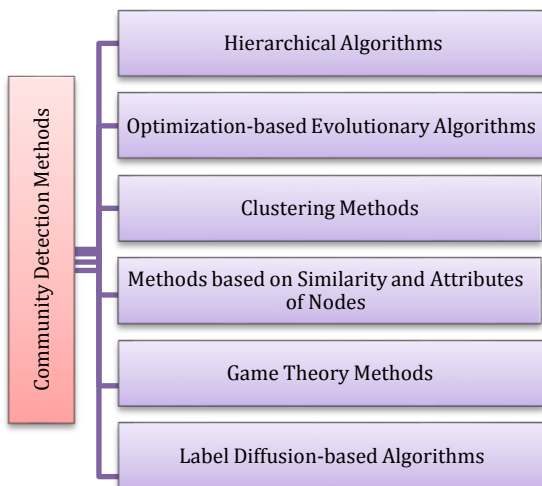 Community Detection Methods
Hierarchical Algorithms
Optimization-based Evolutionary Algorithms
Clustering Methods
Methods based on Similarity and Attributes
of Nodes
Game Theory Methods
Label Diffusion-based Algorithms